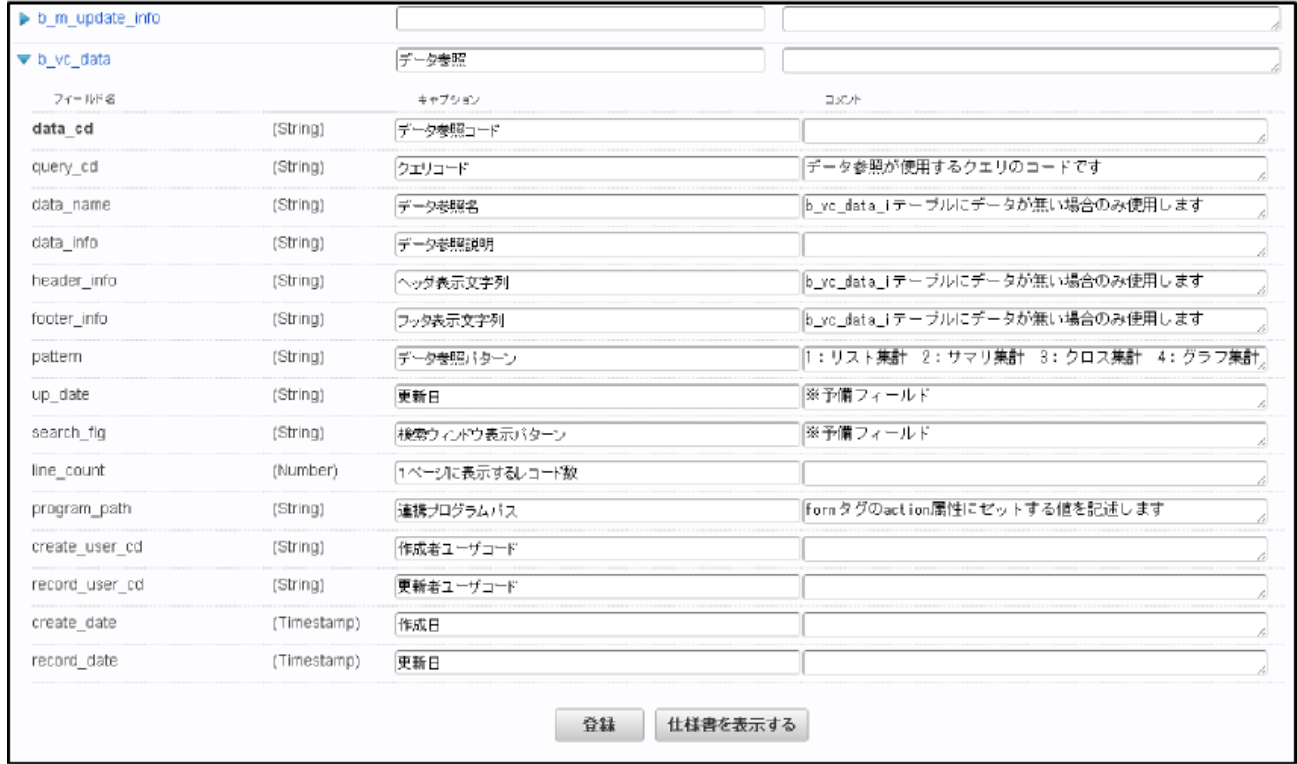 b_m_update_info
b_vc_data データ参照
フィールド名 キャプション コメント
data_cd (String) データ参照コード
query_cd (String) クエリコード データ参照が使用するクエリのコードです
data_name (String) データ参照名 b_vc_data_iテーブルにデータが無い場合のみ使用します
data_info (String) データ参照説明
header_info (String) ヘッダ表示文字列 b_vc_data_iテーブルにデータが無い場合のみ使用します
footer_info (String) フッタ表示文字列 b_vc_data_iテーブルにデータが無い場合のみ使用します
pattern (String) データ参照パターン 1：リスト集計 2：サマリ集計 3：クロス集計 4：グラフ集計
up_date (String) 更新日 ※予備フィールド
search_flg (String) 検索ウィンドウ表示パターン ※予備フィールド
line_count (Number) 1ページに表示するレコード数
program_path (String) 連携プログラムパス formタグのaction属性にセットする値を記述します
create_user_cd (String) 作成者ユーザコード
record_user_cd (String) 更新者ユーザコード
create_date (Timestamp) 作成日
record_date (Timestamp) 更新日
登録 仕様書を表示する